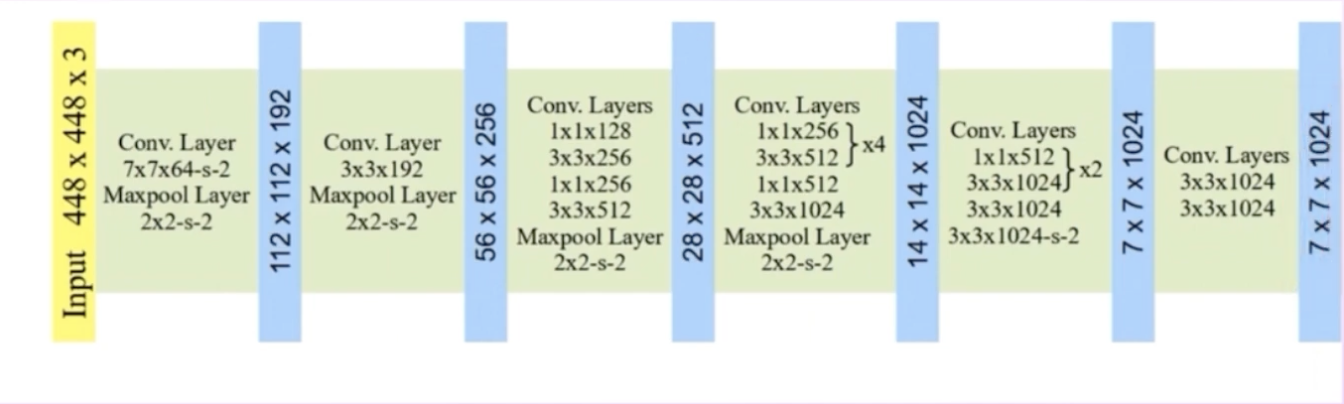 Input 448 x 448 x 3
Conv. Layer
7x7x64-s-2
Maxpool Layer
2x2-s-2
112 x 112 x 192
Conv. Layer
3x3x192
Maxpool Layer
2x2-s-2
56 x 56 x 256
Conv. Layers
1x1x128
3x3x256
1x1x256
3x3x512
Maxpool Layer
2x2-s-2
28 x 28 x 512
Conv. Layers
1x1x256
3x3x512
}x4
1x1x512
3x3x1024
Maxpool Layer
2x2-s-2
14 x 14 x 1024
Conv. Layers
1x1x512
3x3x1024
}x2
3x3x1024
3x3x1024-s-2
7 x 7 x 1024
Conv. Layers
3x3x1024
3x3x1024
7 x 7 x 1024